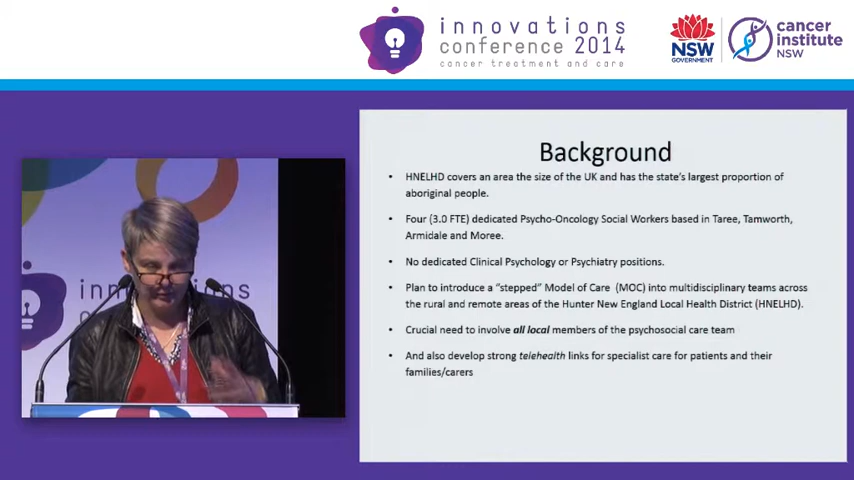 innovations
conference 2014
cancer treatment and care
NSW
GOVERNMENT
cancer
institute
NSW
Background
• HNELHD covers an area the size of the UK and has the state's largest proportion of
aboriginal people.
• Four (3.0 FTE) dedicated Psycho-Oncology Social Workers based in Taree, Tamworth,
Armidale and Moree.
• No dedicated Clinical Psychology or Psychiatry positions.
• Plan to introduce a "stepped" Model of Care (MOC) into multidisciplinary teams across
the rural and remote areas of the Hunter New England Local Health District (HNELHD).
• Crucial need to involve all local members of the psychosocial care team
• And also develop strong telehealth links for specialist care for patients and their
families/carers